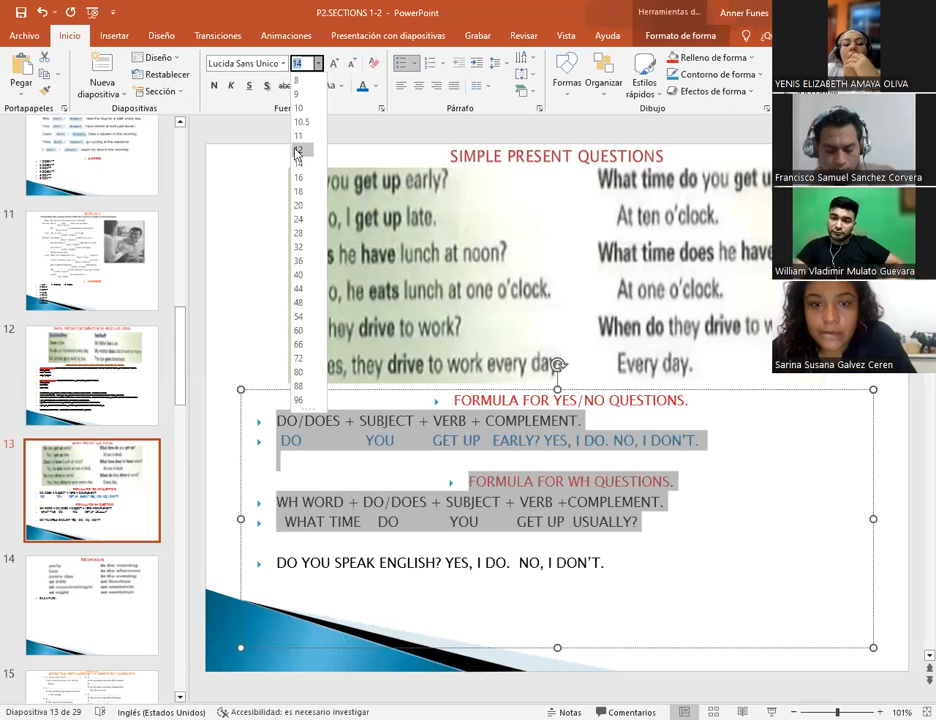 P2.SECTIONS 1-2 - PowerPoint
Herramientas d...
Anner Funes
Archivo
Inicio
Insertar
Diseño
Transiciones
Animaciones
Presentación con diapositivas
Grabar
Revisar
Vista
Ayuda
Formato de forma
Pegar
Portapapeles
Nueva
diapositiva
Diseño
Restablecer
Sección
Diapositivas
Lucida Sans Unico
14
N K S S abc
Aa
A
Fuer
Párrafo
Formas
Organizar
Estilos
rápidos
Relleno de forma
Contorno de forma
Efectos de forma
Dibujo
8
9
10
10.5
11
12
14
16
18
20
24
28
32
36
40
44
48
54
60
66
72
80
88
96
YENIS ELIZABETH AMAYA OLIVA
Francisco Samuel Sanchez Corvera
William Vladimir Mulato Guevara
Sarina Susana Galvez Ceren
11
12
13
14
15
SIMPLE PRESENT QUESTIONS
you get up early?
o, I get up late.
s he have lunch at noon?
o, he eats lunch at one o'clock.
hey drive to work?
es, they drive to work every day.
What time do you get u
At ten o'clock.
What time does he have
At one o'clock.
When do they drive to w
Every day.
FORMULA FOR YES/NO QUESTIONS.
DO/DOES + SUBJECT + VERB + COMPLEMENT.
DO YOU GET UP EARLY? YES, I DO. NO, I DON'T.
FORMULA FOR WH QUESTIONS.
WH WORD + DO/DOES + SUBJECT + VERB +COMPLEMENT.
WHAT TIME DO YOU GET UP USUALLY?
DO YOU SPEAK ENGLISH? YES, I DO. NO, I DON'T.
Diapositiva 13 de 29
Inglés (Estados Unidos)
Accesibilidad: es necesario investigar
Notas
Comentarios
101%